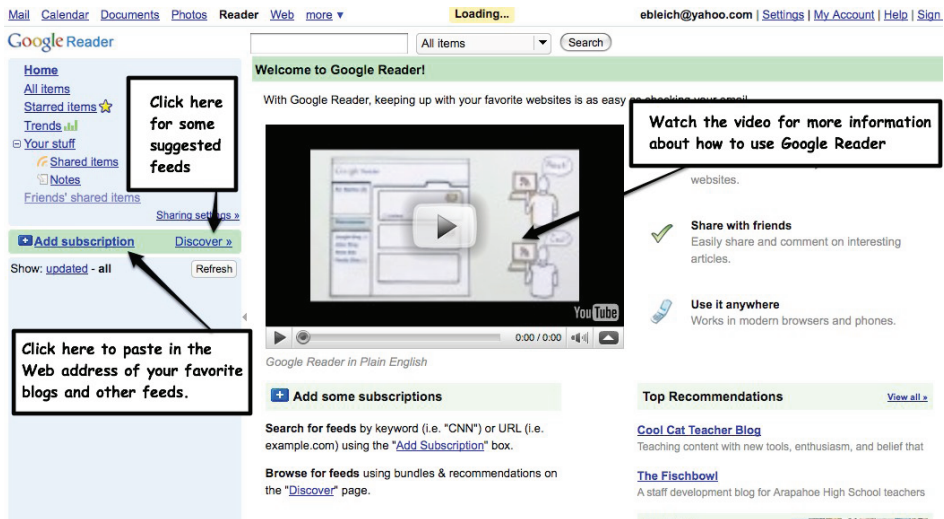 Mail Calendar Documents Photos Reader Web more ▼
Loading...
ebleich@yahoo.com | Settings | My Account | Help | Sign
Google Reader
All items
Search
Home
All items
Starred items
Trends
Your stuff
Shared items
Notes
Friends' shared items
Sharing settings »
Add subscription
Discover »
Show: updated - all
Refresh
Click here
for some
suggested
feeds
Click here to paste in the
Web address of your favorite
blogs and other feeds.
Welcome to Google Reader!
With Google Reader, keeping up with your favorite websites is as easy as checking your email.
Watch the video for more information
about how to use Google Reader
YouTube
0:00 / 0:00
Google Reader in Plain English
websites.
Share with friends
Easily share and comment on interesting
articles.
Use it anywhere
Works in modern browsers and phones.
Add some subscriptions
Search for feeds by keyword (i.e. "CNN") or URL (i.e.
example.com) using the "Add Subscription" box.
Browse for feeds using bundles & recommendations on
the "Discover" page.
Top Recommendations
View all »
Cool Cat Teacher Blog
Teaching content with new tools, enthusiasm, and belief that
The Fischbowl
A staff development blog for Arapahoe High School teachers